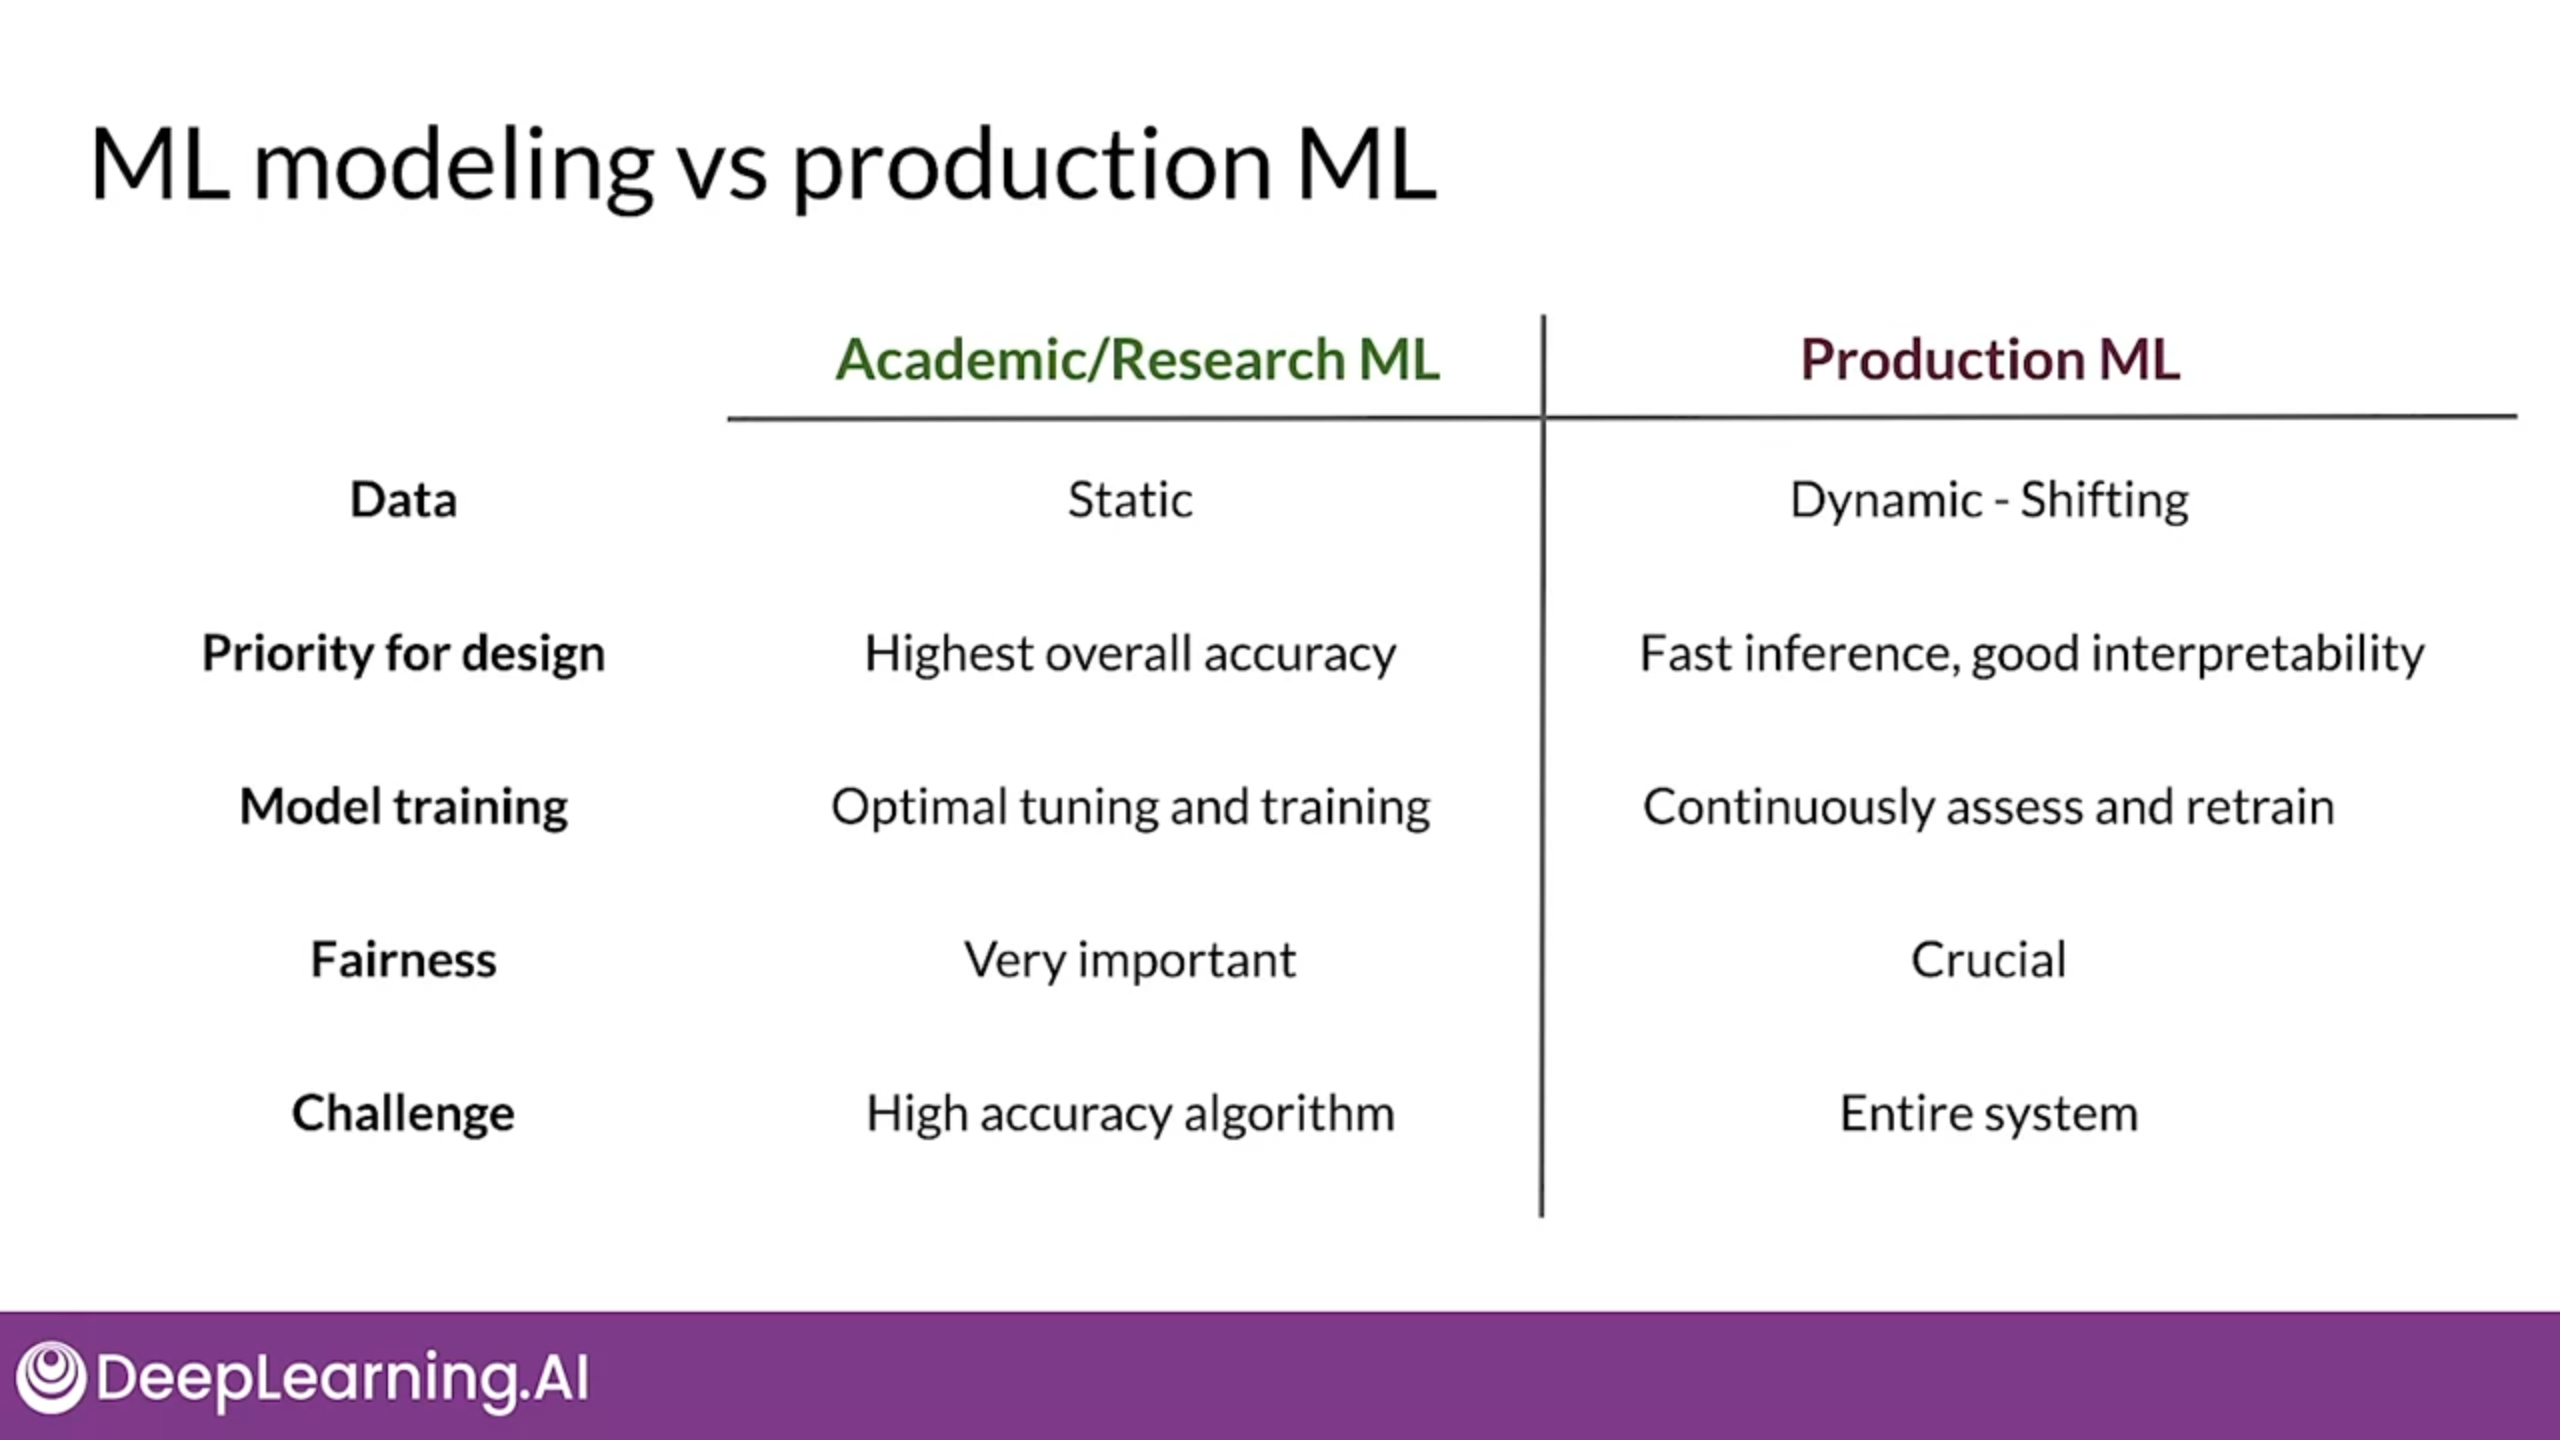 ML modeling vs production ML
Academic/Research ML Production ML
Data Static Dynamic - Shifting
Priority for design Highest overall accuracy Fast inference, good interpretability
Model training Optimal tuning and training Continuously assess and retrain
Fairness Very important Crucial
Challenge High accuracy algorithm Entire system
DeepLearning.AI